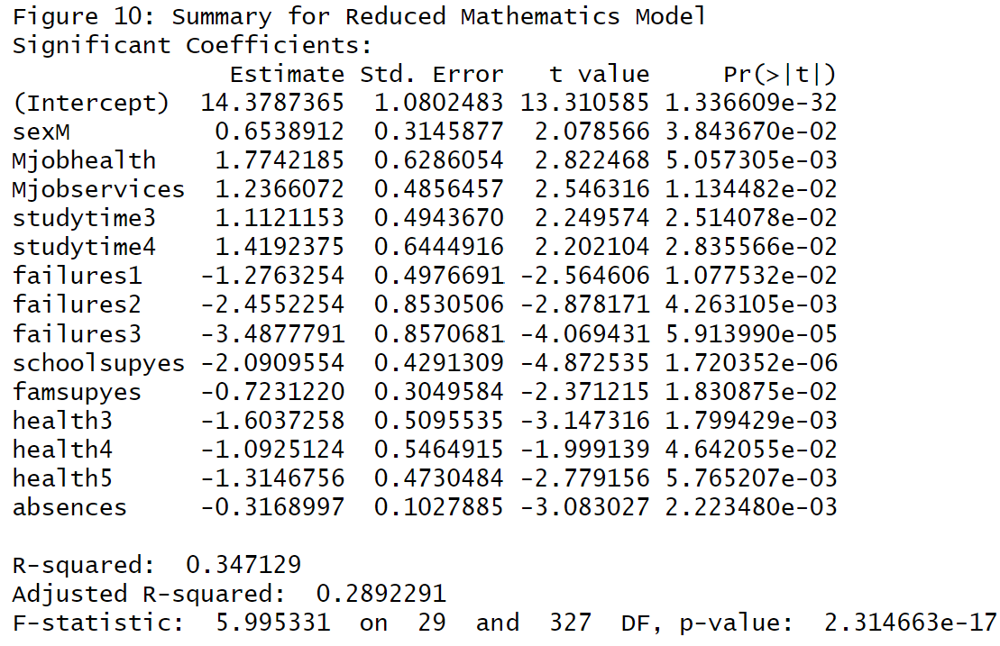 Figure 10: Summary for Reduced Mathematics Model
Significant Coefficients:
Estimate Std. Error t value Pr(>|t|)
(Intercept) 14.3787365 1.0802483 13.310585 1.336609e-32
sexM 0.6538912 0.3145877 2.078566 3.843670e-02
Mjobhealth 1.7742185 0.6286054 2.822468 5.057305e-03
Mjobservices 1.2366072 0.4856457 2.546316 1.134482e-02
studytime3 1.1121153 0.4943670 2.249574 2.514078e-02
studytime4 1.4192375 0.6444916 2.202104 2.835566e-02
failures1 -1.2763254 0.4976691 -2.564606 1.077532e-02
failures2 -2.4552254 0.8530506 -2.878171 4.263105e-03
failures3 -3.4877791 0.8570681 -4.069431 5.913990e-05
schoolsupyes -2.0909554 0.4291309 -4.872535 1.720352e-06
famsupyes -0.7231220 0.3049584 -2.371215 1.830875e-02
health3 -1.6037258 0.5095535 -3.147316 1.799429e-03
health4 -1.0925124 0.5464915 -1.999139 4.642055e-02
health5 -1.3146756 0.4730484 -2.779156 5.765207e-03
absences -0.3168997 0.1027885 -3.083027 2.223480e-03
R-squared: 0.347129
Adjusted R-squared: 0.2892291
F-statistic: 5.995331 on 29 and 327 DF, p-value: 2.314663e-17